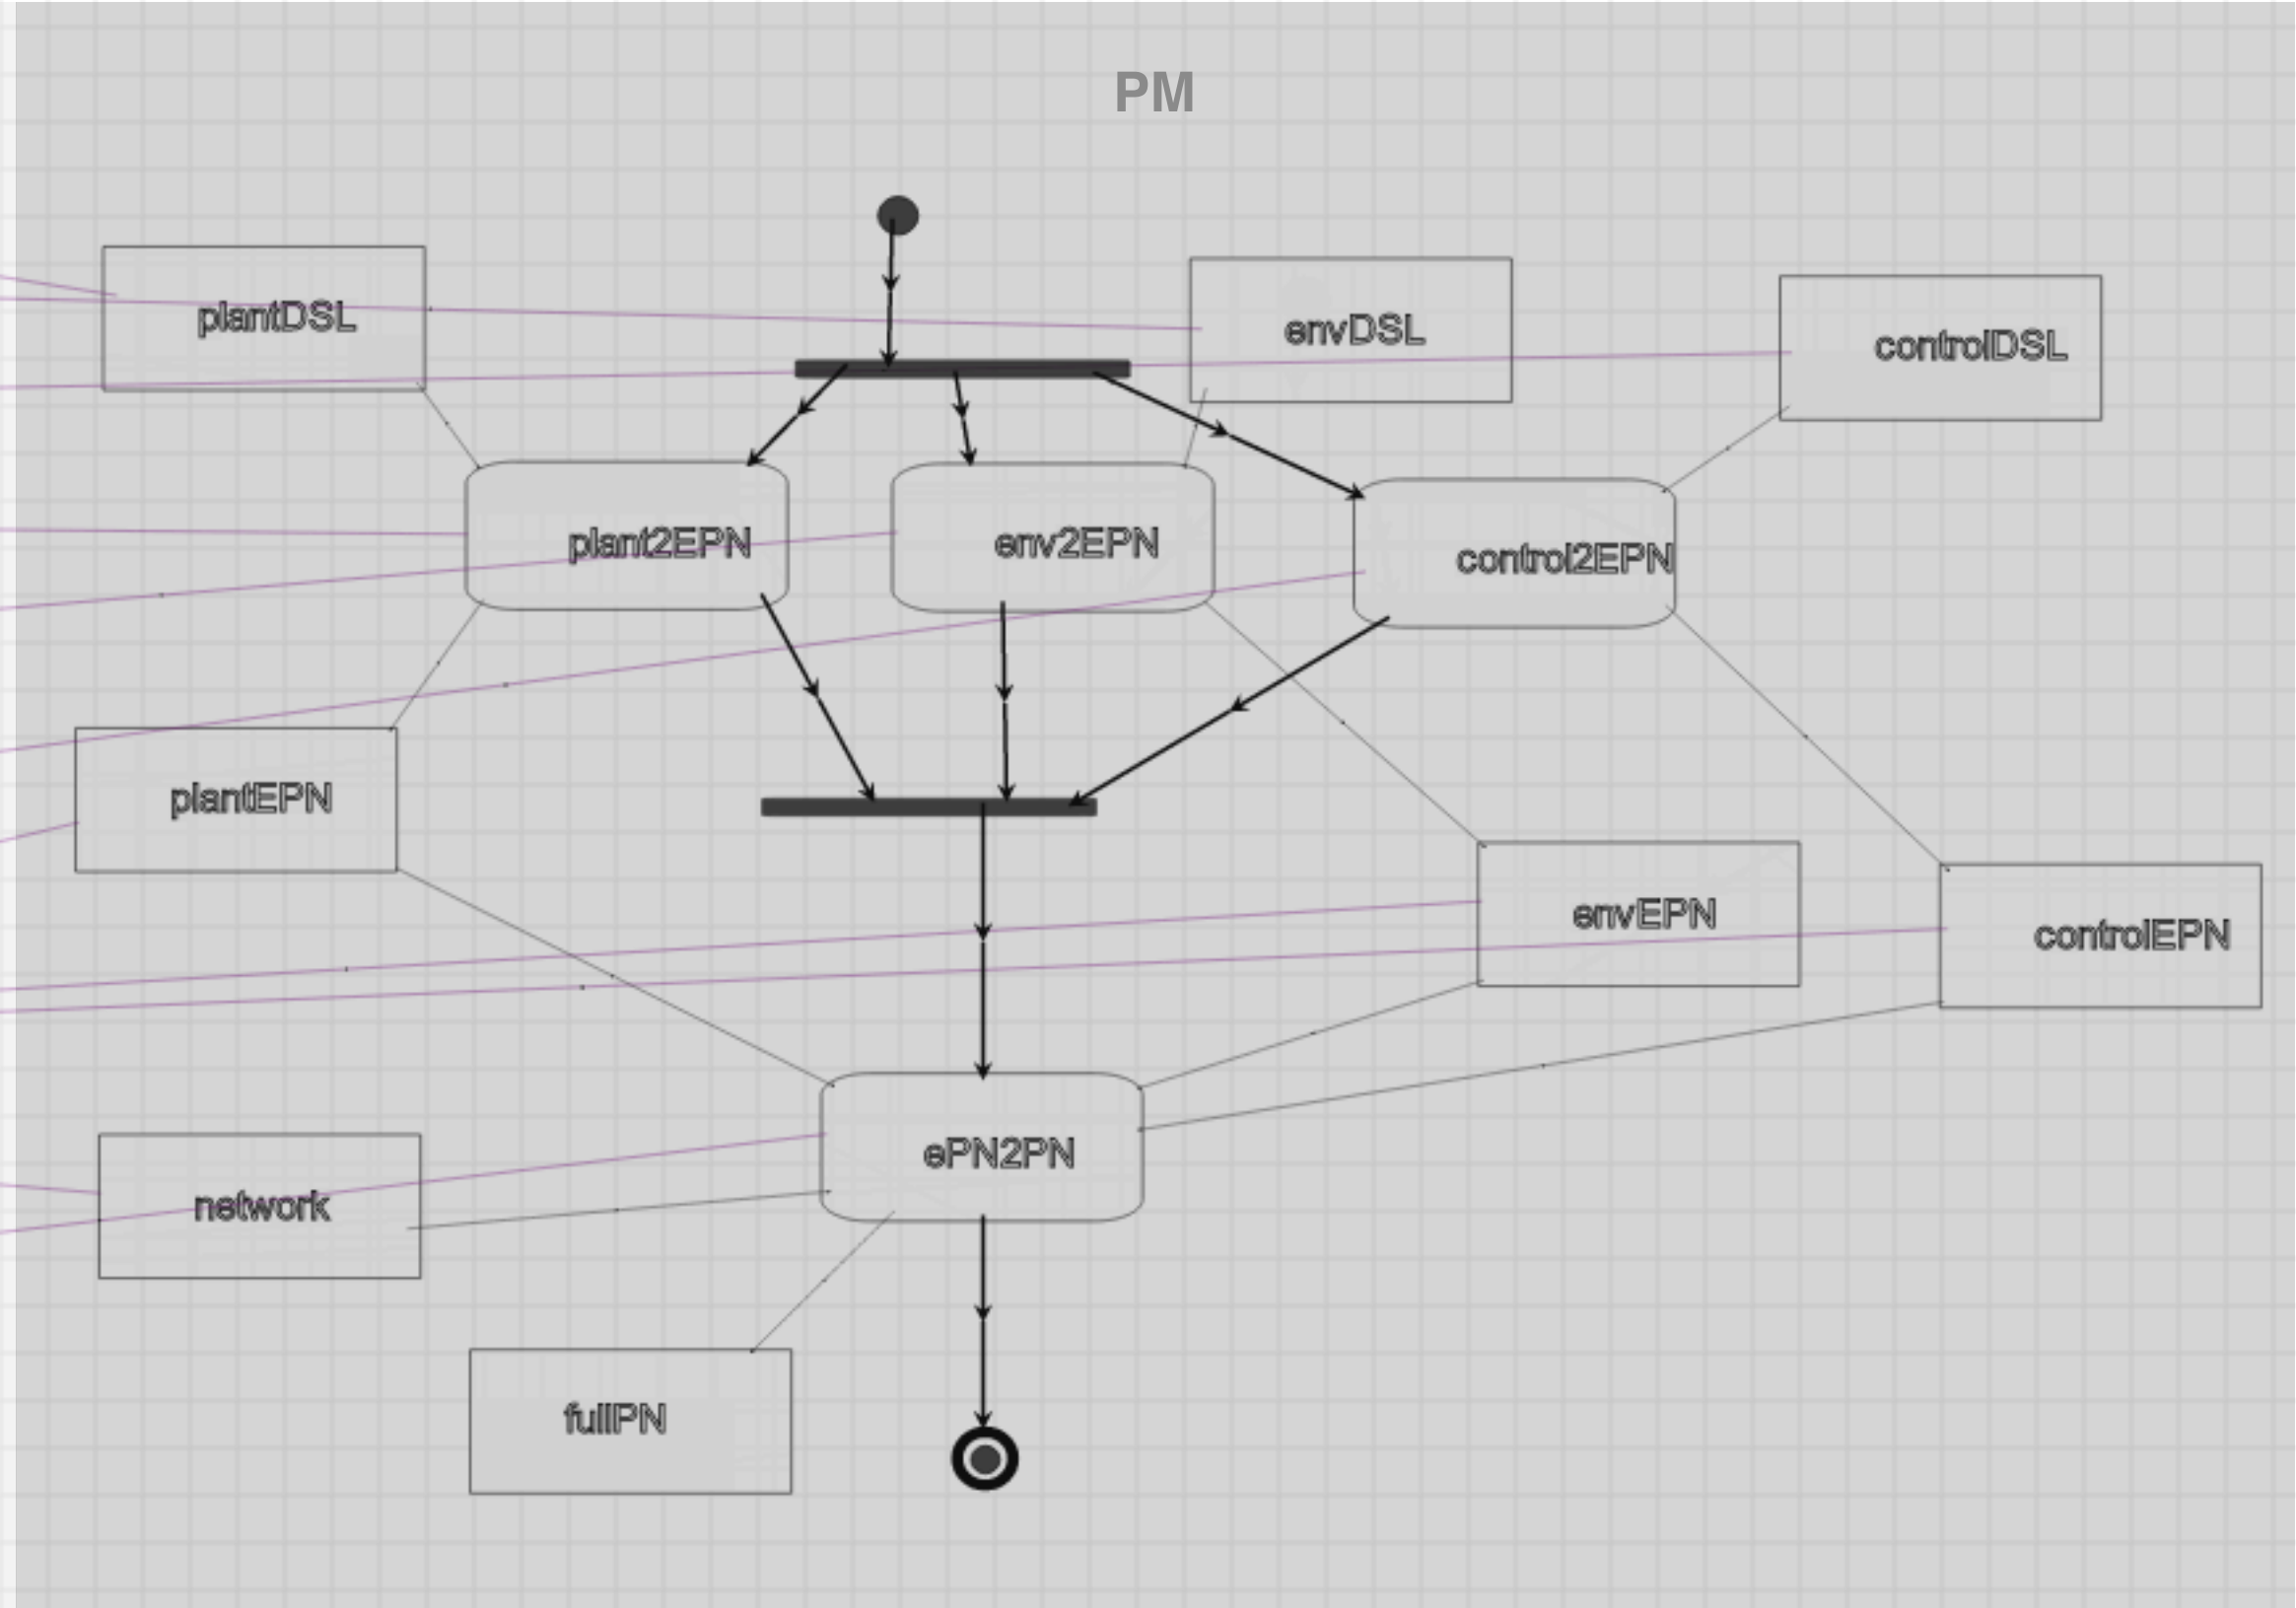 PM
plantDSL
envDSL
controlDSL
plant2EPN
env2EPN
control2EPN
plantEPN
envEPN
controlEPN
ePN2PN
network
fullPN